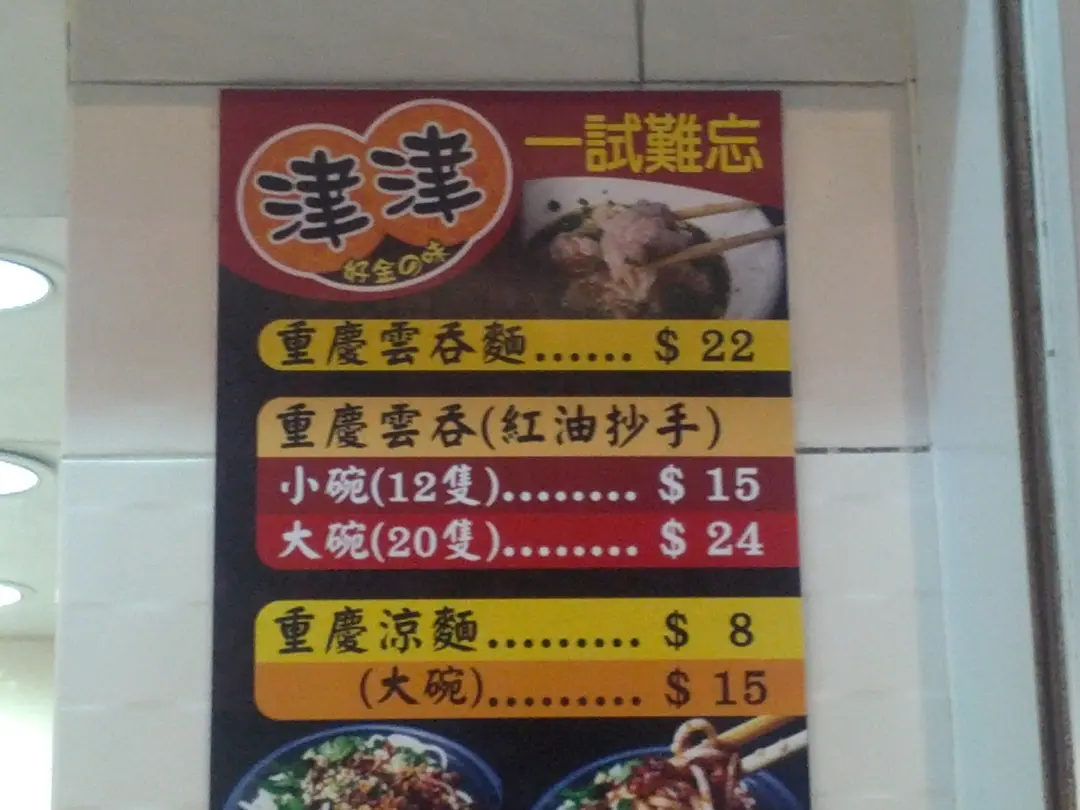 津津
好金の味
一試難忘
重慶雲吞麵...... $ 22
重慶雲吞(紅油抄手)
小碗(12隻)........ $ 15
大碗(20隻)........ $ 24
重慶涼麵......... $ 8
(大碗)......... $ 15